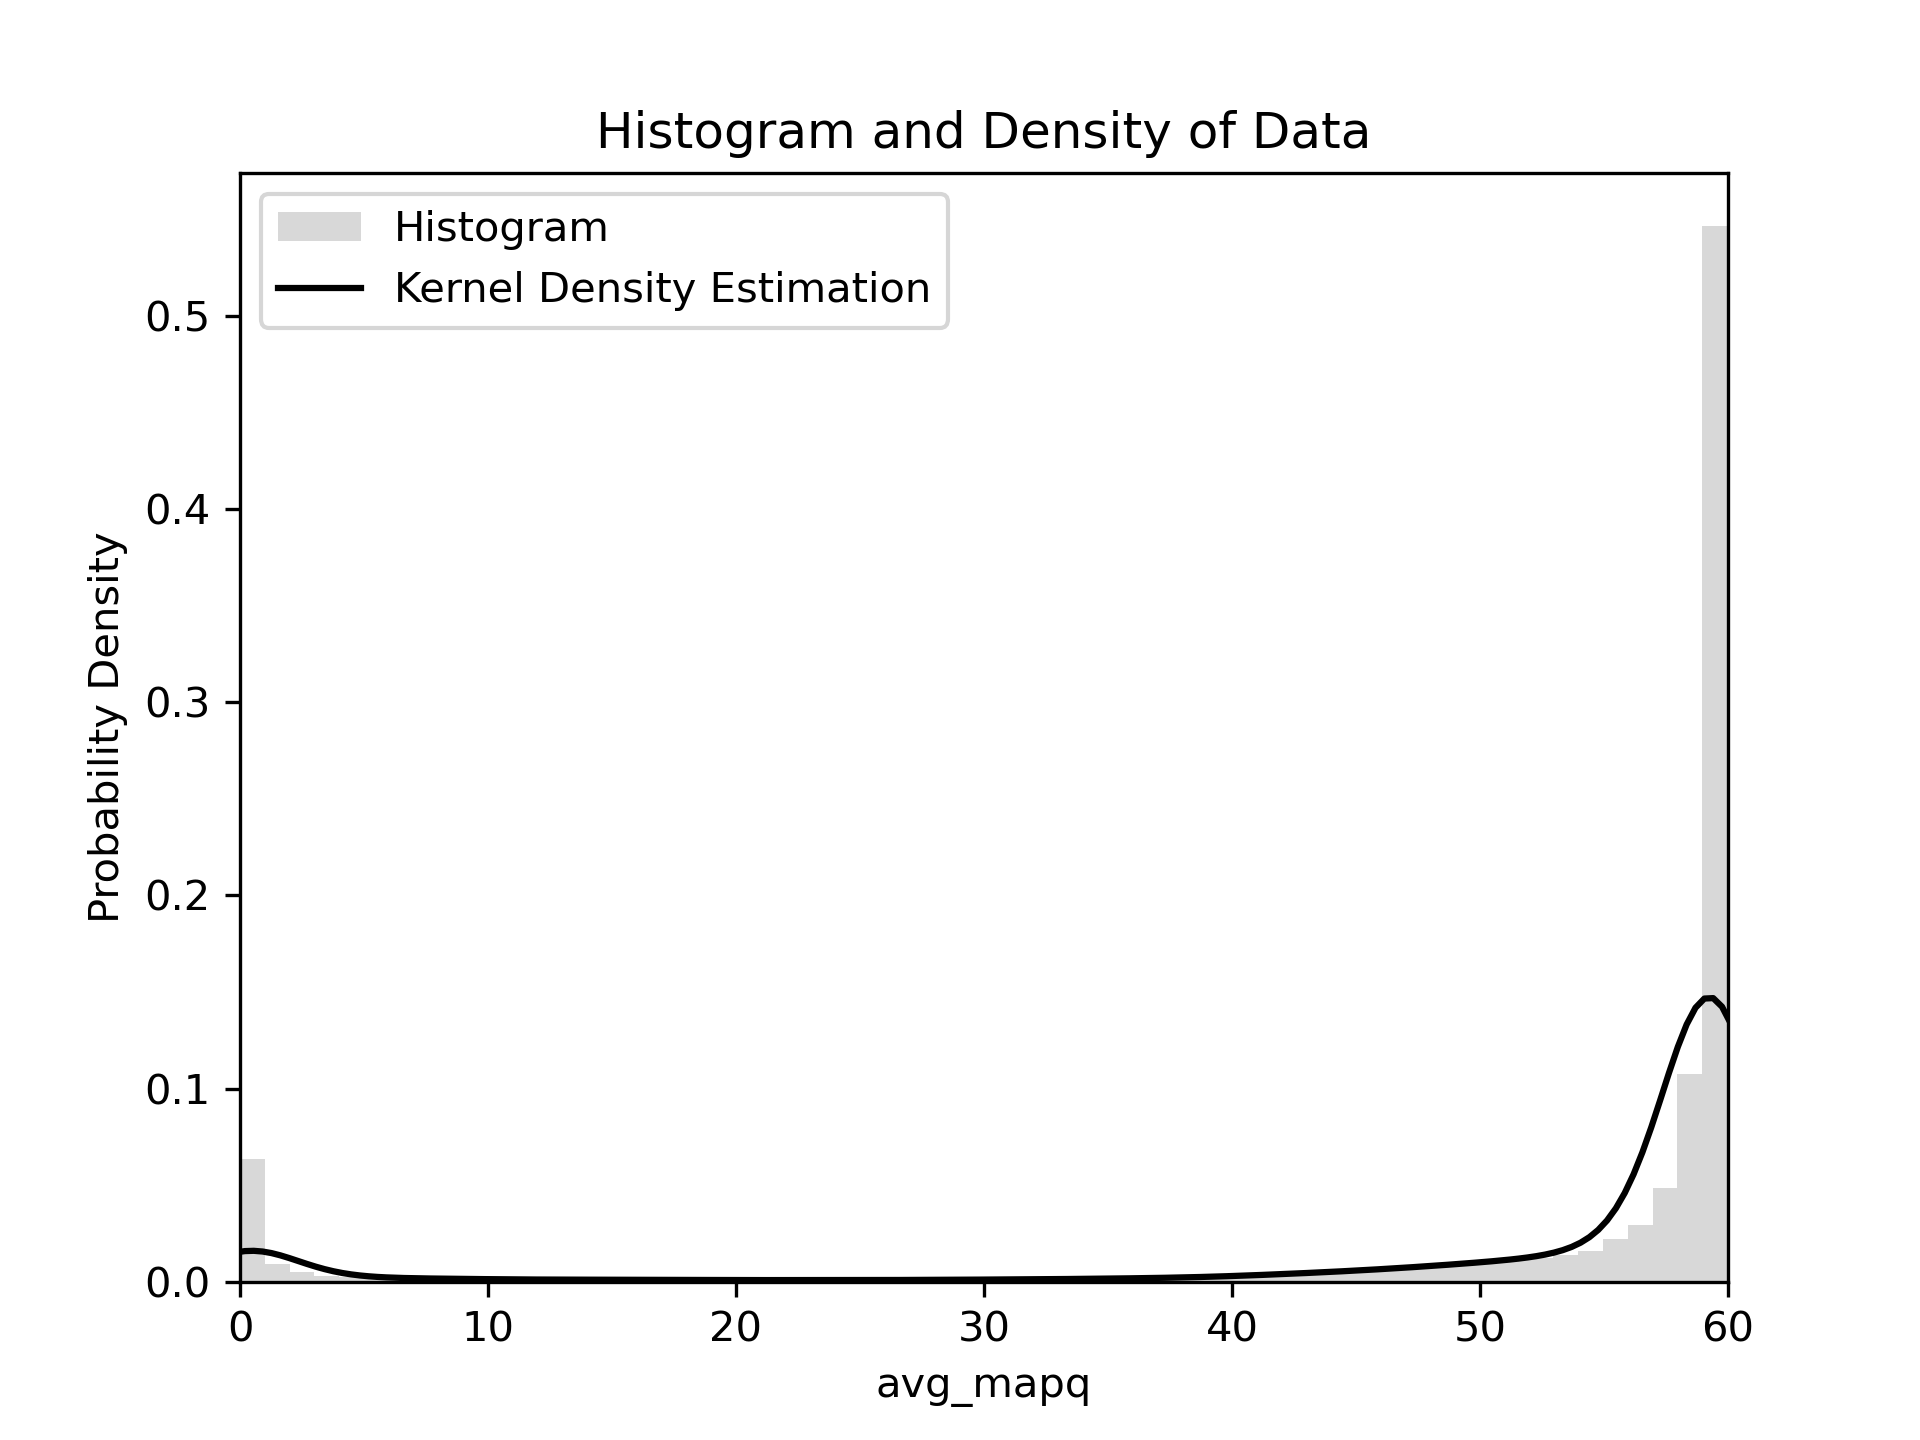 Histogram and Density of Data
Histogram
Kernel Density Estimation
Probability Density
0.5
0.4
0.3
0.2
0.1
0.0
0 10 20 30 40 50 60
avg_mapq